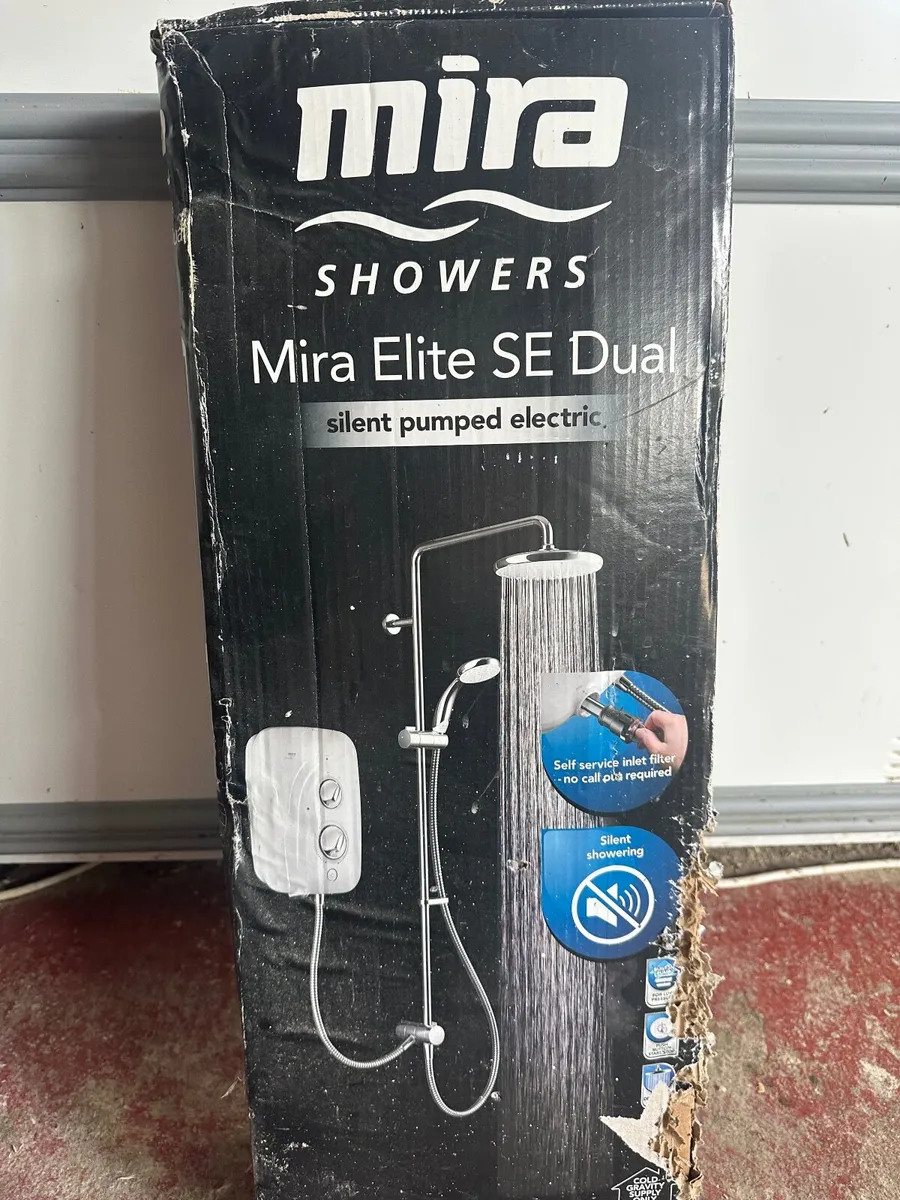 mira
SHOWERS
Mira Elite SE Dual
silent pumped electric
Self service inlet filter
- no call out required
Silent
showering
COLD
GRAVITY
SUPPLY
ONLY